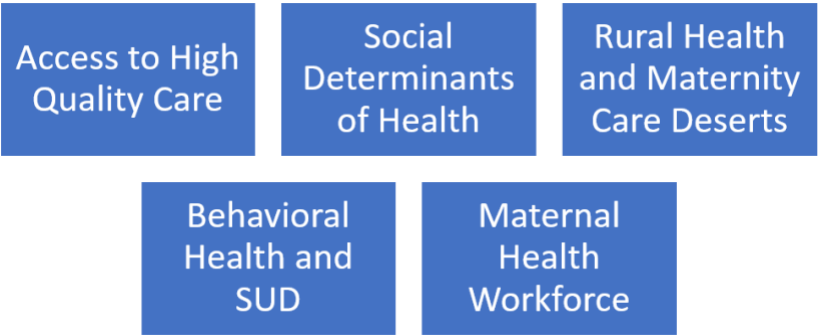 Access to High
Quality Care
Social
Determinants
of Health
Rural Health
and Maternity
Care Deserts
Behavioral
Health and
SUD
Maternal
Health
Workforce